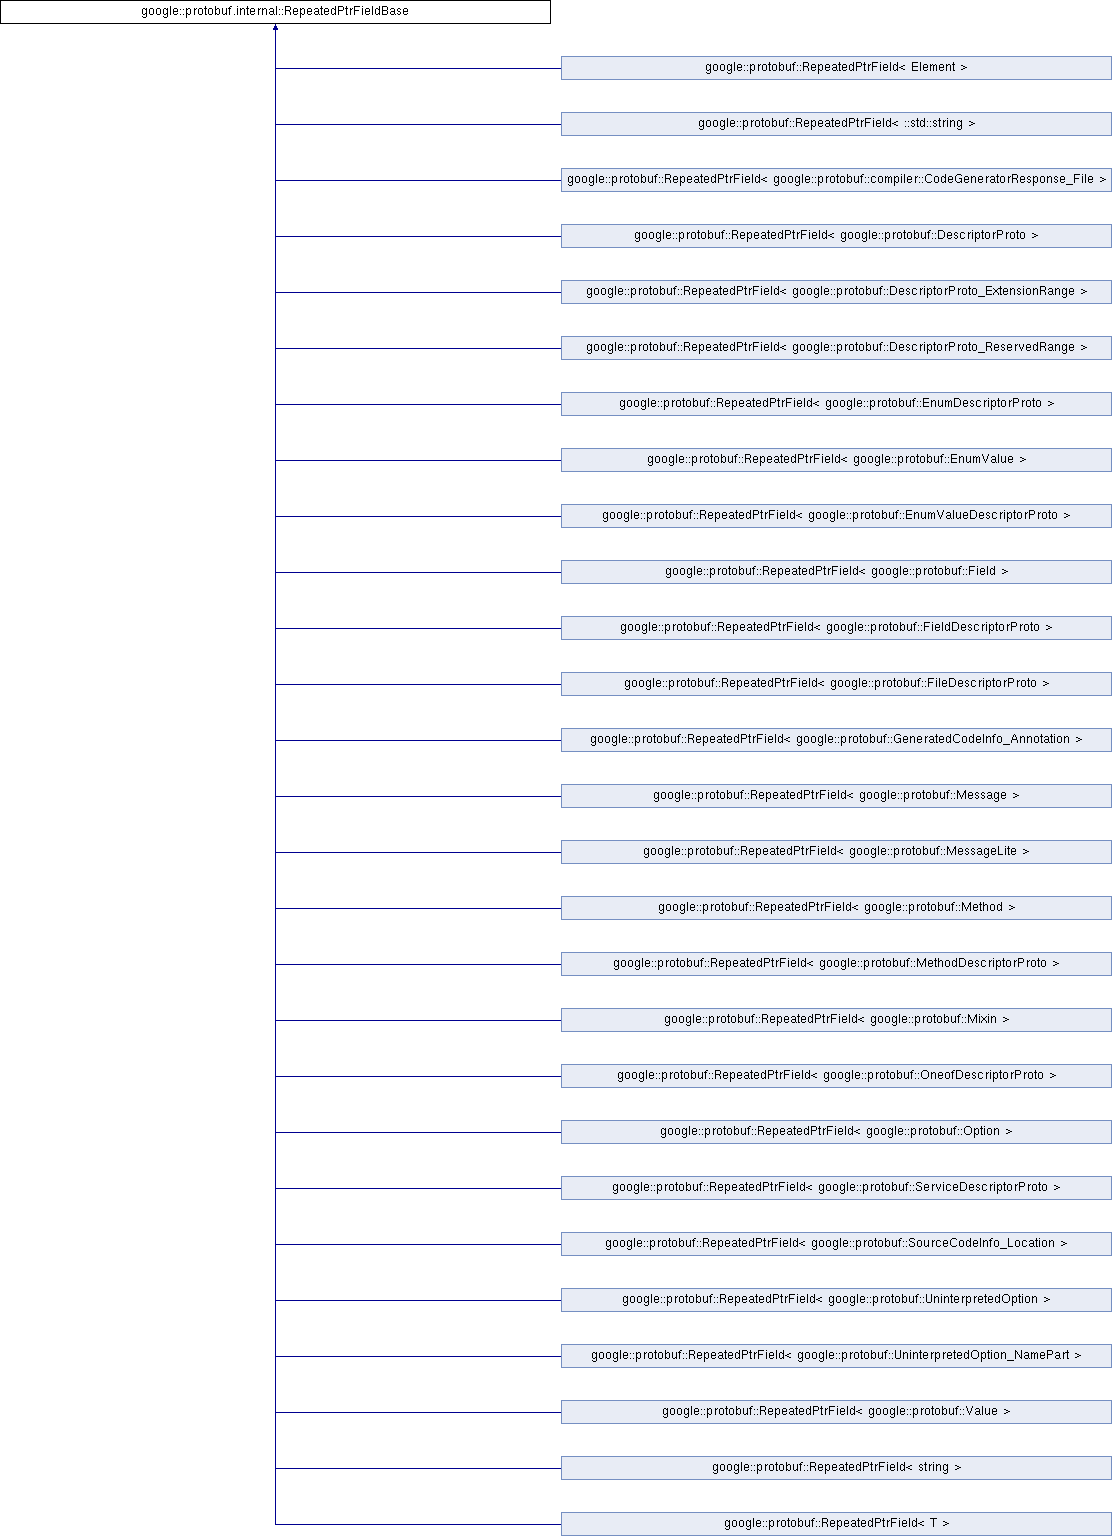 google::protobuf.internal::RepeatedPtrFieldBase
google::protobuf::RepeatedPtrField< Element >
google::protobuf::RepeatedPtrField< ::std::string >
google::protobuf::RepeatedPtrField< google::protobuf::compiler::CodeGeneratorResponse_File >
google::protobuf::RepeatedPtrField< google::protobuf::DescriptorProto >
google::protobuf::RepeatedPtrField< google::protobuf::DescriptorProto_ExtensionRange >
google::protobuf::RepeatedPtrField< google::protobuf::DescriptorProto_ReservedRange >
google::protobuf::RepeatedPtrField< google::protobuf::EnumDescriptorProto >
google::protobuf::RepeatedPtrField< google::protobuf::EnumValue >
google::protobuf::RepeatedPtrField< google::protobuf::EnumValueDescriptorProto >
google::protobuf::RepeatedPtrField< google::protobuf::Field >
google::protobuf::RepeatedPtrField< google::protobuf::FieldDescriptorProto >
google::protobuf::RepeatedPtrField< google::protobuf::FileDescriptorProto >
google::protobuf::RepeatedPtrField< google::protobuf::GeneratedCodeInfo_Annotation >
google::protobuf::RepeatedPtrField< google::protobuf::Message >
google::protobuf::RepeatedPtrField< google::protobuf::MessageLite >
google::protobuf::RepeatedPtrField< google::protobuf::Method >
google::protobuf::RepeatedPtrField< google::protobuf::MethodDescriptorProto >
google::protobuf::RepeatedPtrField< google::protobuf::Mixin >
google::protobuf::RepeatedPtrField< google::protobuf::OneofDescriptorProto >
google::protobuf::RepeatedPtrField< google::protobuf::Option >
google::protobuf::RepeatedPtrField< google::protobuf::ServiceDescriptorProto >
google::protobuf::RepeatedPtrField< google::protobuf::SourceCodeInfo_Location >
google::protobuf::RepeatedPtrField< google::protobuf::UninterpretedOption >
google::protobuf::RepeatedPtrField< google::protobuf::UninterpretedOption_NamePart >
google::protobuf::RepeatedPtrField< google::protobuf::Value >
google::protobuf::RepeatedPtrField< string >
google::protobuf::RepeatedPtrField< T >